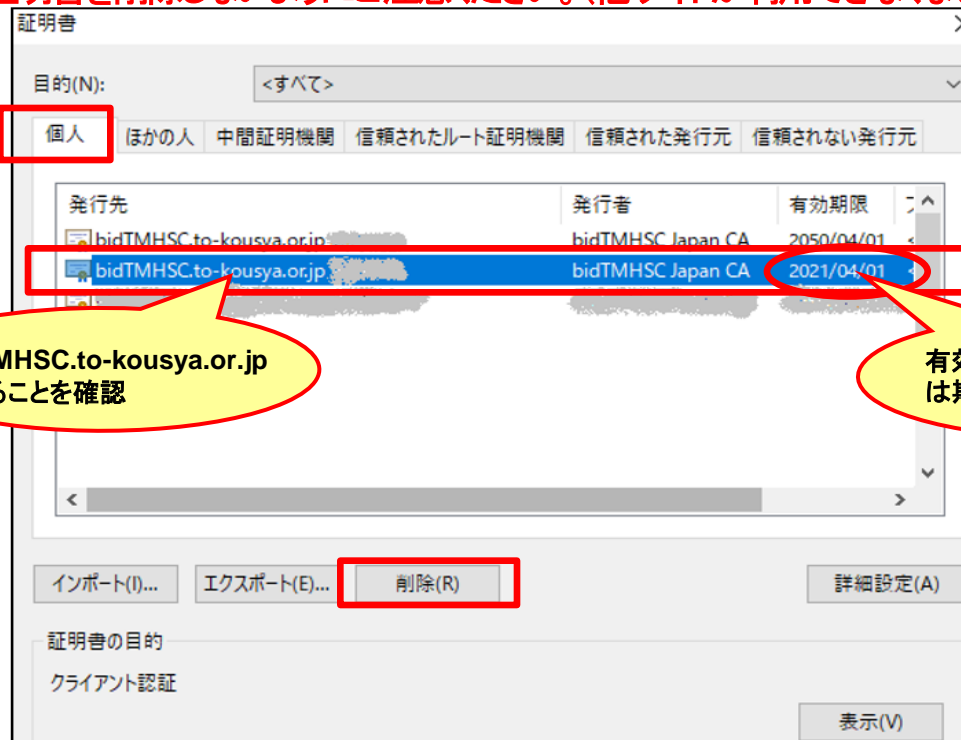 証明書
目的(N):
<すべて>
個人 ほかの人 中間証明機関 信頼されたルート証明機関 信頼された発行元 信頼されない発行元
発行先 発行者 有効期限
bidTMHSC.to-kousya.or.jp bidTMHSC Japan CA 2050/04/01 <
bidTMHSC.to-kousya.or.jp bidTMHSC Japan CA 2021/04/01 <
MHSC.to-kousya.or.jp
ことを確認
有効
は期
インポート(I)... エクスポート(E)... 削除(R) 詳細設定(A)
証明書の目的
クライアント認証
表示(V)